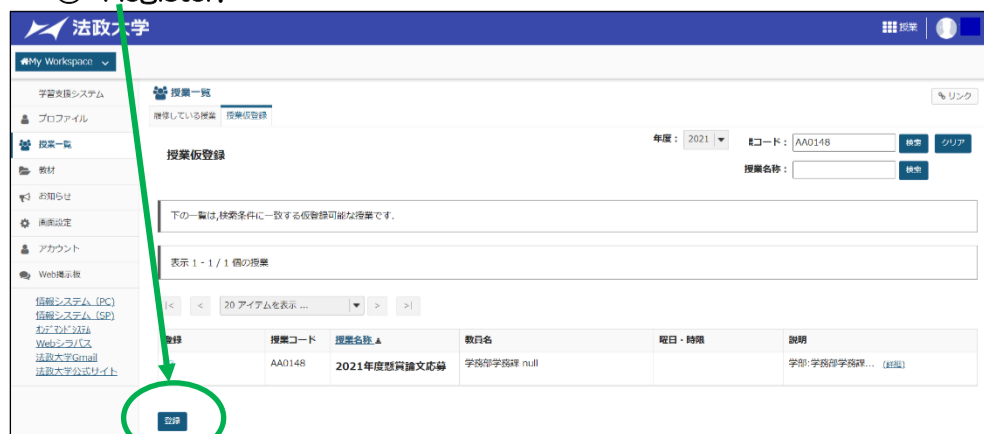 Register.
法政大学
授業
My Workspace
学習支援システム
プロファイル
授業一覧
教材
お知らせ
画面設定
アカウント
Web掲示板
情報システム（PC）
情報システム（SP）
オンデマンドシステム
Webシラバス
法政大学Gmail
法政大学公式サイト
授業一覧
リンク
履修している授業 授業仮登録
授業仮登録
年度： 2021
コード： AA0148 検索 クリア
授業名称： 検索
下の一覧は,検索条件に一致する仮登録可能な授業です.
表示 1 - 1 / 1 個の授業
|< < 20 アイテムを表示 ... > >|
登録 授業コード 授業名称 教員名 曜日・時限 説明
AA0148 2021年度懸賞論文応募 学務部学務課 null 学部:学務部学務課... (詳細)
登録